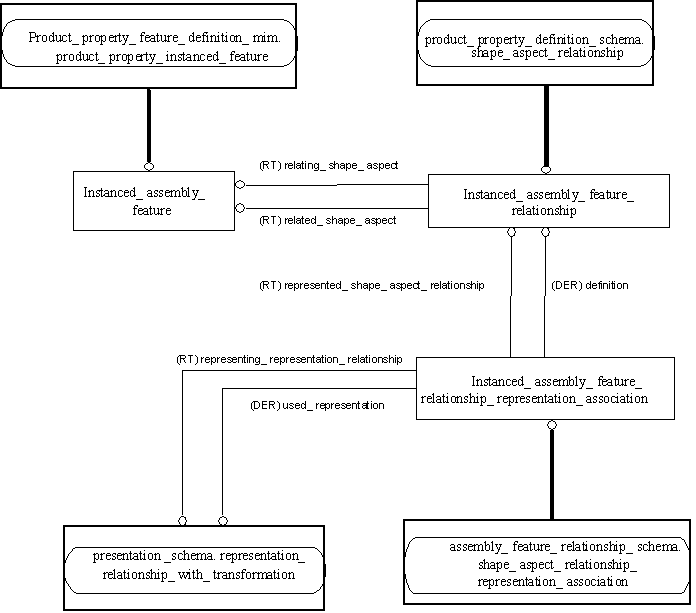 Product_ property_ feature_ definition_ mim.
product_ property_ instanced_ feature
product_ property_ definition_ schema.
shape_ aspect_ relationship
(RT) relating_ shape_ aspect
Instanced_ assembly_
feature
Instanced_ assembly_ feature_
relationship
(RT) related_ shape_ aspect
(RT) represented_ shape_ aspect_ relationship
(DER) definition
(RT) representing_ representation_ relationship
Instanced_ assembly_ feature_
relationship_ representation_ association
(DER) used_ representation
presentation _schema. representation_
relationship_ with_ transformation
assembly_ feature_ relationship_ schema.
shape_ aspect_ relationship_
representation_ association